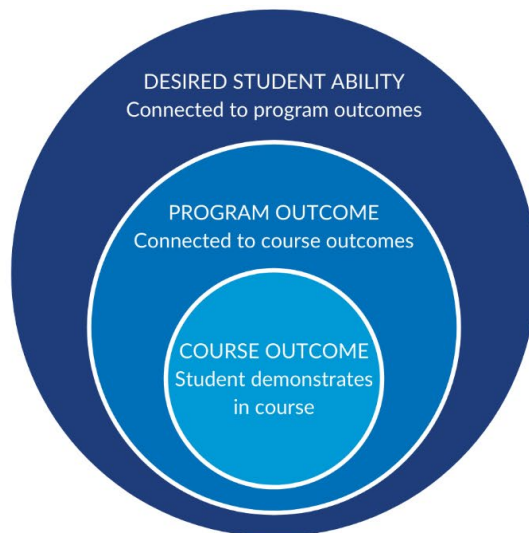 DESIRED STUDENT ABILITY
Connected to program outcomes
PROGRAM OUTCOME
Connected to course outcomes
COURSE OUTCOME
Student demonstrates
in course